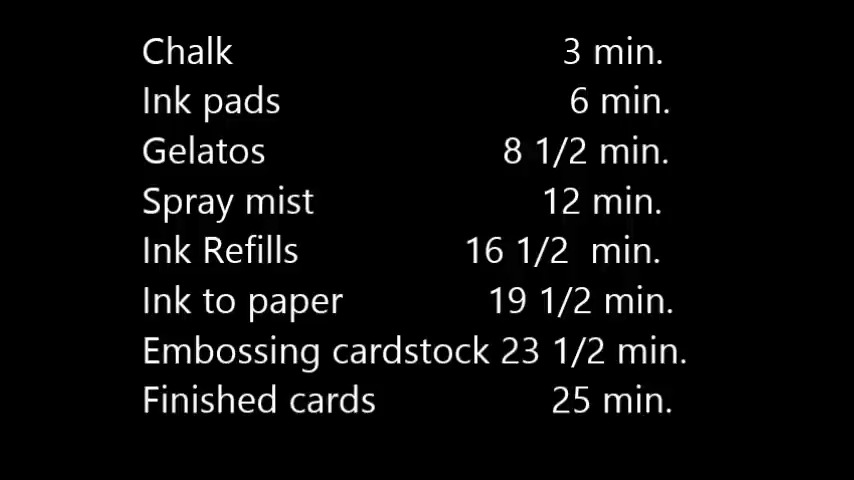 Chalk 3 min.
Ink pads 6 min.
Gelatos 8 1/2 min.
Spray mist 12 min.
Ink Refills 16 1/2 min.
Ink to paper 19 1/2 min.
Embossing cardstock 23 1/2 min.
Finished cards 25 min.